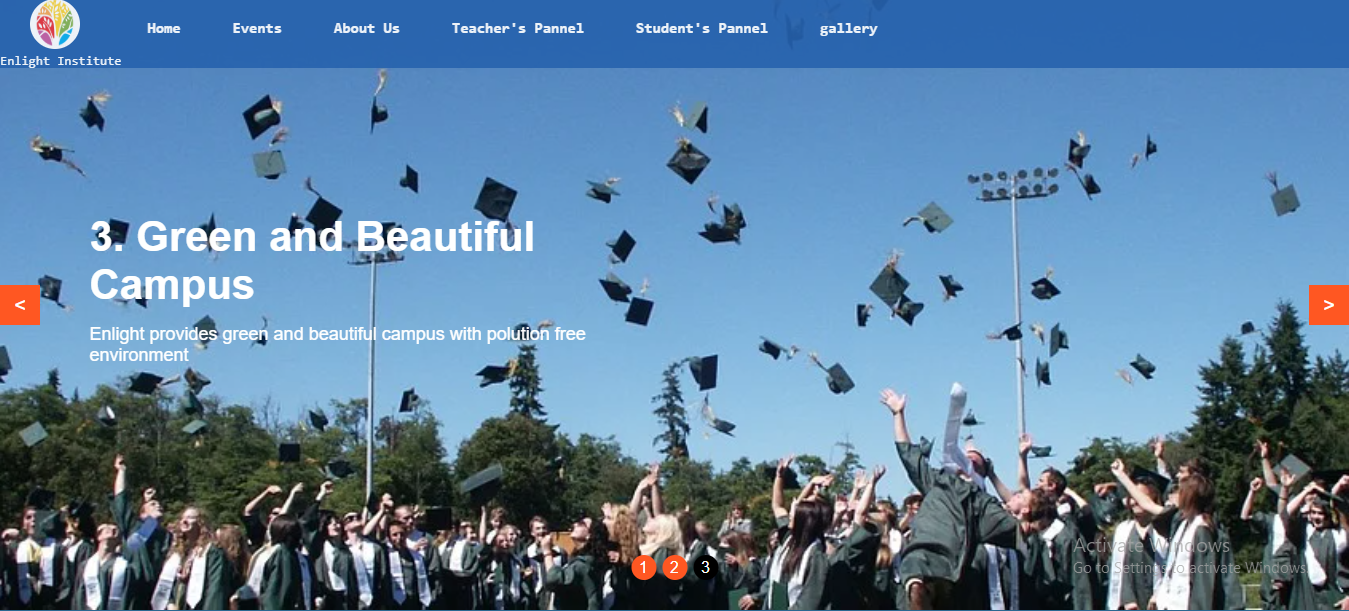 Home Events About Us Teacher's Pannel Student's Pannel gallery
Enlight Institute
3. Green and Beautiful
Campus
<
>
Enlight provides green and beautiful campus with polution free
environment
Activate Windows
Go to Settings to activate Windows.
1 2 3